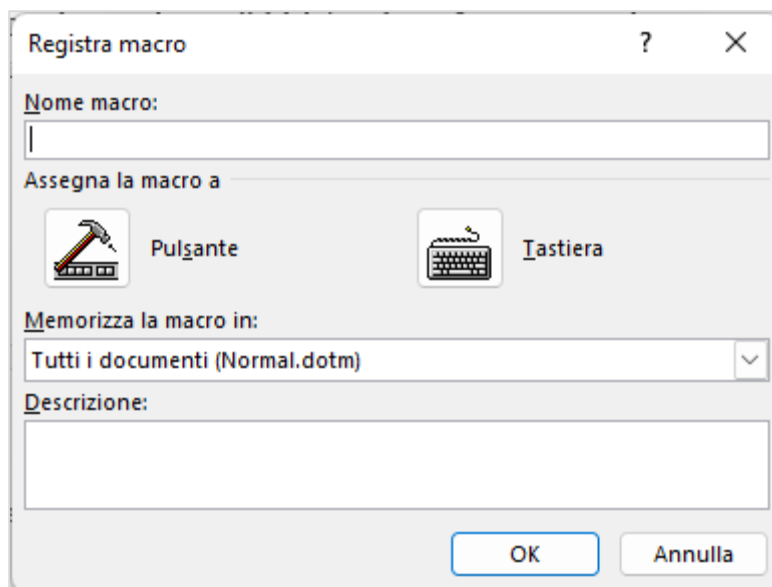 Registra macro ?
Nome macro:
Assegna la macro a
Pulsante Tastiera
Memorizza la macro in:
Tutti i documenti (Normal.dotm)
Descrizione:
OK Annulla